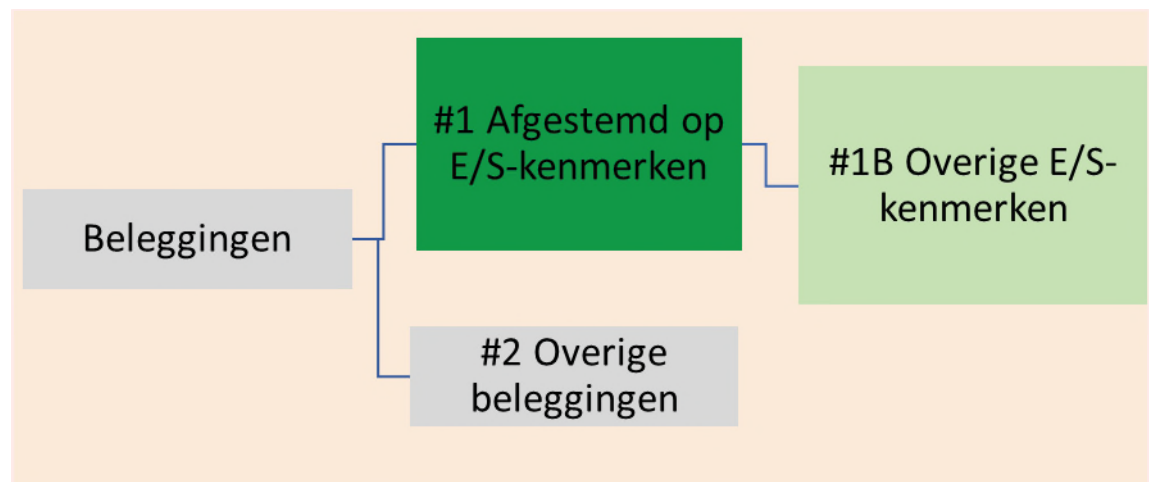 #1 Afgestemd op
E/S-kenmerken
#1B Overige E/S-
kenmerken
Beleggingen
#2 Overige
beleggingen